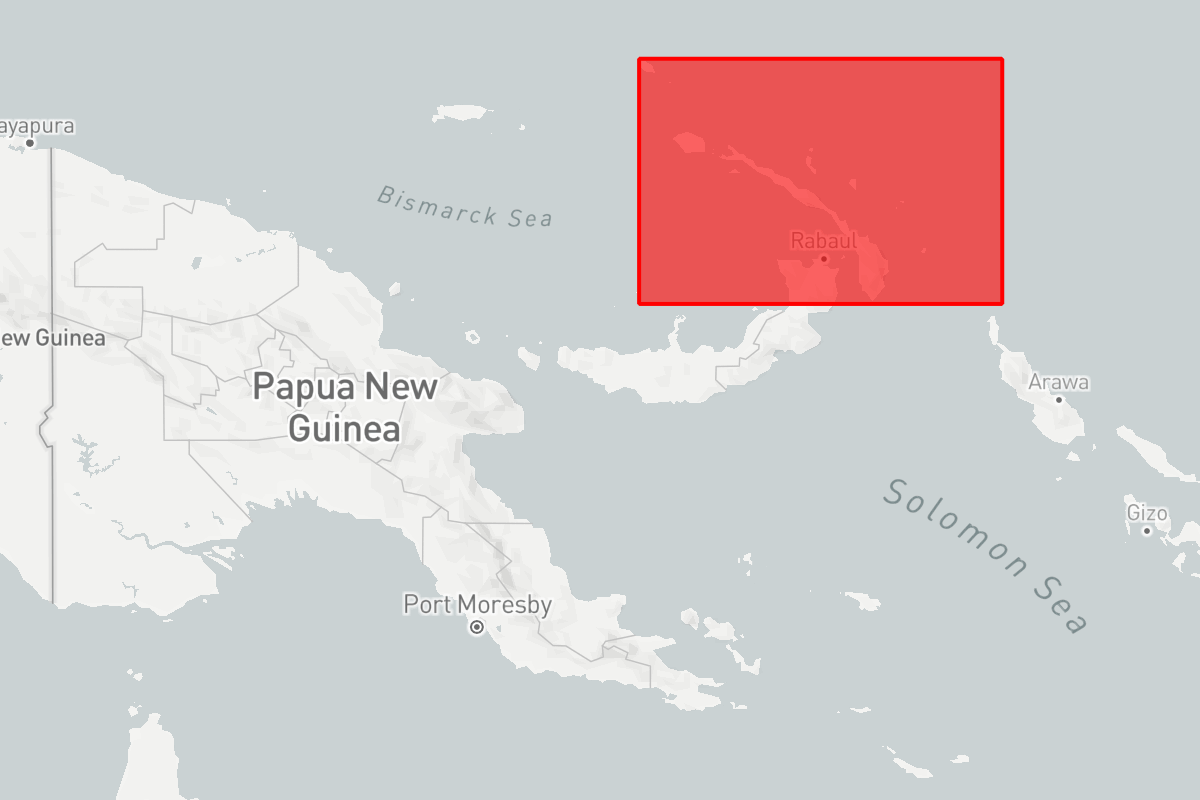 ayapura
Bismarck Sea
Rabaul
ew Guinea
Papua New
Guinea
Arawa
Solomon Sea
Gizo
Port Moresby